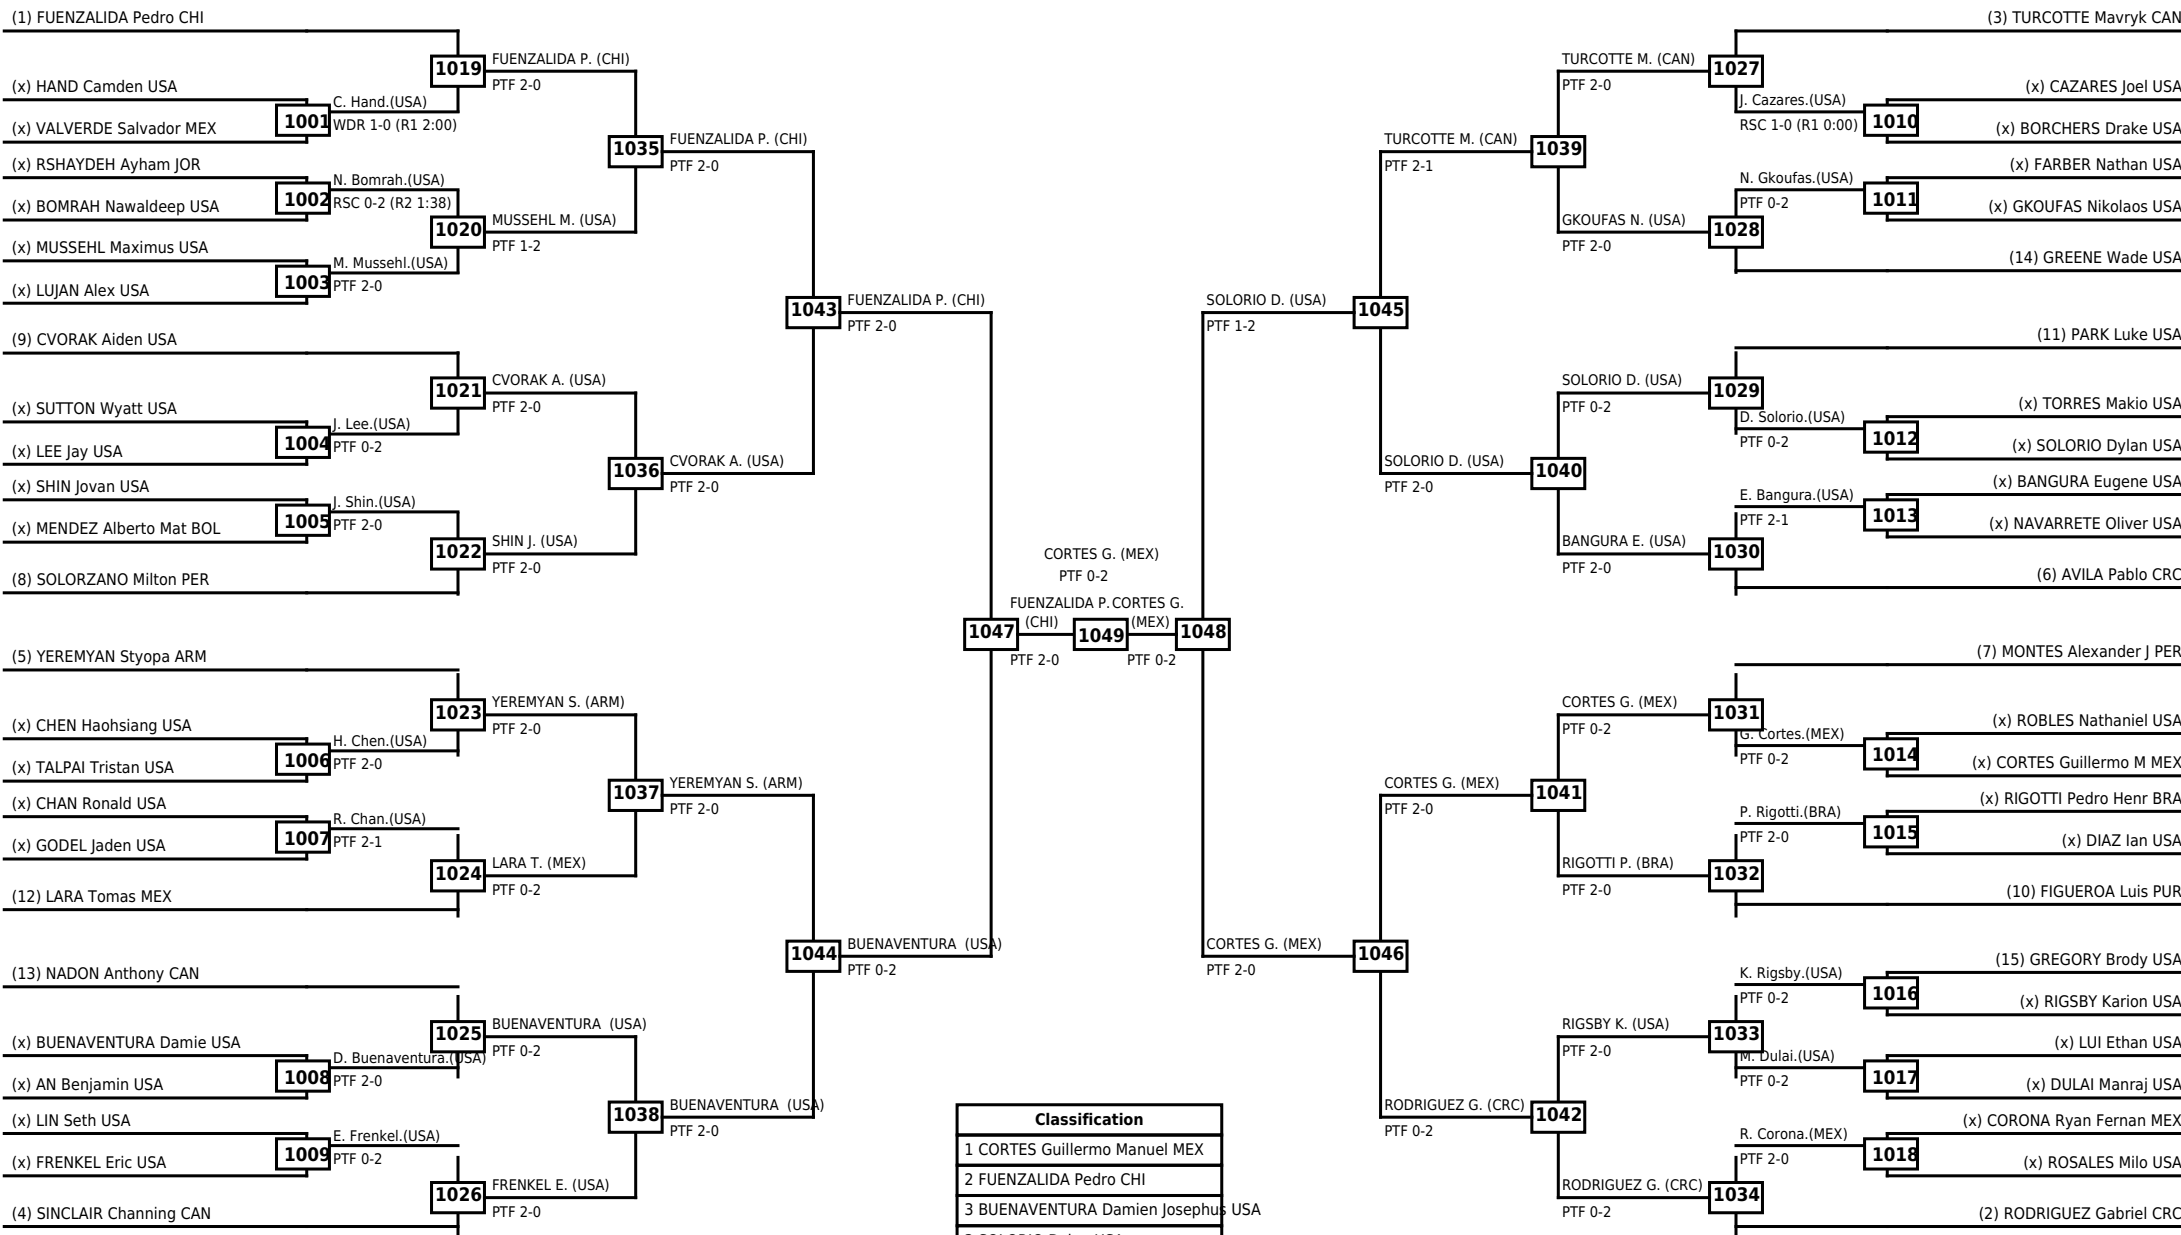 (1) FUENZALIDA Pedro CHI
(x) HAND Camden USA
(x) VALVERDE Salvador MEX
(x) RSHAYDEH Ayham JOR
(x) BOMRAH Nawaldeep USA
(x) MUSSEHL Maximus USA
(x) LUJAN Alex USA
(9) CVORAK Aiden USA
(x) SUTTON Wyatt USA
(x) LEE Jay USA
(x) SHIN Jovan USA
(x) MENDEZ Alberto Mat BOL
(8) SOLORZANO Milton PER
(5) YEREMYAN Styopa ARM
(x) CHEN Haohsiang USA
(x) TALPAI Tristan USA
(x) CHAN Ronald USA
(x) GODEL Jaden USA
(12) LARA Tomas MEX
(13) NADON Anthony CAN
(x) BUENAVENTURA Damie USA
(x) AN Benjamin USA
(x) LIN Seth USA
(x) FRENKEL Eric USA
(4) SINCLAIR Channing CAN
1001
C. Hand.(USA)
WDR 1-0 (R1 2:00)
1002
N. Bomrah.(USA)
RSC 0-2 (R2 1:38)
1003
M. Mussehl.(USA)
PTF 2-0
1004
J. Lee.(USA)
PTF 0-2
1005
J. Shin.(USA)
PTF 2-0
1006
H. Chen.(USA)
PTF 2-0
1007
R. Chan.(USA)
PTF 2-1
1008
D. Buenaventura.(USA)
PTF 2-0
1009
E. Frenkel.(USA)
PTF 0-2
1019
FUENZALIDA P. (CHI)
PTF 2-0
1020
MUSSEHL M. (USA)
PTF 1-2
1021
CVORAK A. (USA)
PTF 2-0
1022
SHIN J. (USA)
PTF 2-0
1023
YEREMYAN S. (ARM)
PTF 2-0
1024
LARA T. (MEX)
PTF 0-2
1025
BUENAVENTURA (USA)
PTF 0-2
1026
FRENKEL E. (USA)
PTF 2-0
1035
FUENZALIDA P. (CHI)
PTF 2-0
1036
CVORAK A. (USA)
PTF 2-0
1037
YEREMYAN S. (ARM)
PTF 2-0
1038
BUENAVENTURA (USA)
PTF 2-0
1043
FUENZALIDA P. (CHI)
PTF 2-0
1044
BUENAVENTURA (USA)
PTF 0-2
CORTES G. (MEX)
PTF 0-2
1047
FUENZALIDA P.
(CHI)
PTF 2-0
1049
CORTES G.
(MEX)
PTF 0-2
1048
SOLORIO D. (USA)
PTF 1-2
1045
CORTES G. (MEX)
PTF 2-0
1046
TURCOTTE M. (CAN)
PTF 2-1
1039
SOLORIO D. (USA)
PTF 2-0
1040
CORTES G. (MEX)
PTF 2-0
1041
RODRIGUEZ G. (CRC)
PTF 0-2
1042
TURCOTTE M. (CAN)
PTF 2-0
1027
GKOUFAS N. (USA)
PTF 2-0
1028
SOLORIO D. (USA)
PTF 0-2
1029
BANGURA E. (USA)
PTF 2-0
1030
CORTES G. (MEX)
PTF 0-2
1031
RIGOTTI P. (BRA)
PTF 2-0
1032
RIGSBY K. (USA)
PTF 2-0
1033
RODRIGUEZ G. (CRC)
PTF 0-2
1034
J. Cazares.(USA)
RSC 1-0 (R1 0:00)
1010
N. Gkoufas.(USA)
PTF 0-2
1011
D. Solorio.(USA)
PTF 0-2
1012
E. Bangura.(USA)
PTF 2-1
1013
G. Cortes.(MEX)
PTF 0-2
1014
P. Rigotti.(BRA)
PTF 2-0
1015
K. Rigsby.(USA)
PTF 0-2
1016
M. Dulai.(USA)
PTF 0-2
1017
R. Corona.(MEX)
PTF 2-0
1018
(3) TURCOTTE Mavryk CAN
(x) CAZARES Joel USA
(x) BORCHERS Drake USA
(x) FARBER Nathan USA
(x) GKOUFAS Nikolaos USA
(14) GREENE Wade USA
(11) PARK Luke USA
(x) TORRES Makio USA
(x) SOLORIO Dylan USA
(x) BANGURA Eugene USA
(x) NAVARRETE Oliver USA
(6) AVILA Pablo CRC
(7) MONTES Alexander J PER
(x) ROBLES Nathaniel USA
(x) CORTES Guillermo M MEX
(x) RIGOTTI Pedro Henr BRA
(x) DIAZ Ian USA
(10) FIGUEROA Luis PUR
(15) GREGORY Brody USA
(x) RIGSBY Karion USA
(x) LUI Ethan USA
(x) DULAI Manraj USA
(x) CORONA Ryan Fernan MEX
(x) ROSALES Milo USA
(2) RODRIGUEZ Gabriel CRC
Classification
1 CORTES Guillermo Manuel MEX
2 FUENZALIDA Pedro CHI
3 BUENAVENTURA Damien Josephus USA